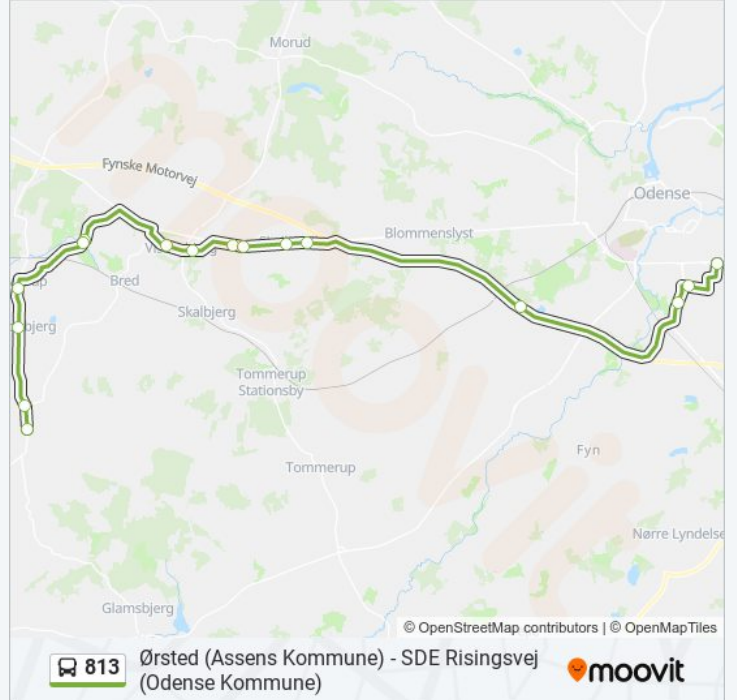 Morud
Fynske Motorvej
Odense
Blommenslyst
Bred
Skalbjerg
bjerg
Tommerup
Stationsby
Tommerup
Fyn
Nørre Lyndelse
Glamsbjerg
© OpenStreetMap contributors | © OpenMapTiles
813
Ørsted (Assens Kommune) - SDE Risingsvej
(Odense Kommune)
moovit